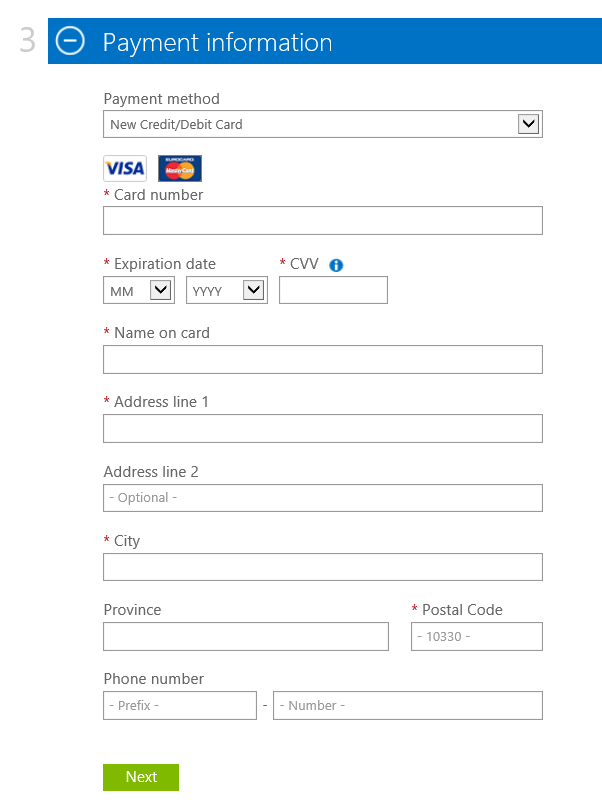 3 Payment information
Payment method
New Credit/Debit Card
VISA EUROCARD MasterCard
* Card number
* Expiration date * CVV i
MM YYYY
* Name on card
* Address line 1
Address line 2
- Optional -
* City
Province * Postal Code
- 10330 -
Phone number
- Prefix - - - Number -
Next